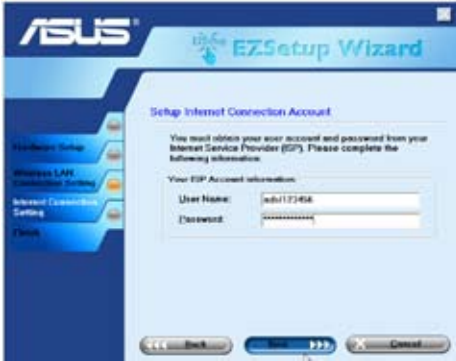 ASUS
EZSetup Wizard
Setup Internet Connection Account
You must obtain your user account and password from your
Internet Service Provider (ISP). Please complete the
following information:
Your ISP Account information
User Name: adsl123456
Password: ************
Hardware Setup
Wireless LAN
Connection Setting
Internet Connection
Setting
Finish
Back
Next
Cancel